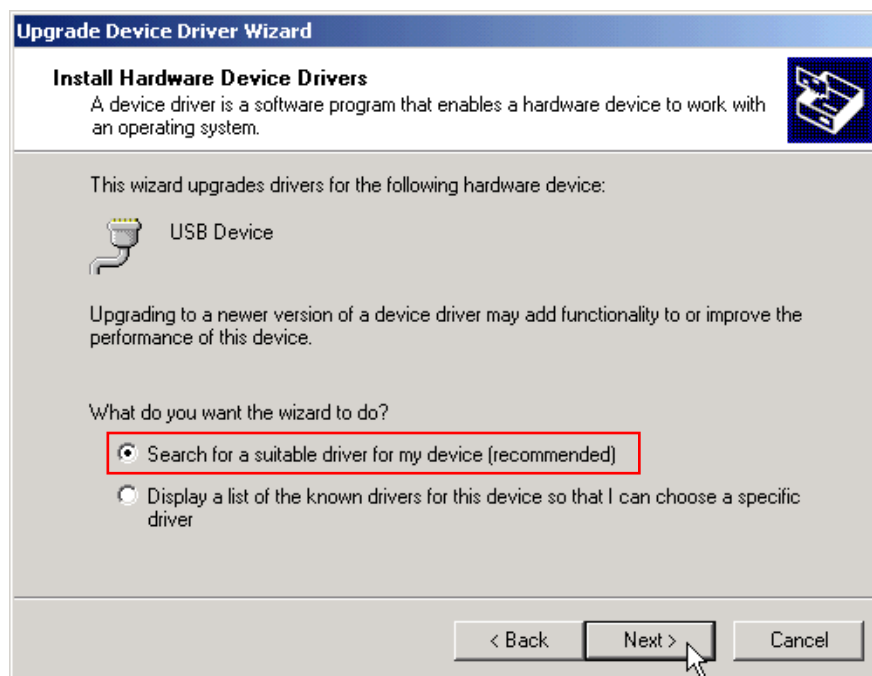 Upgrade Device Driver Wizard
Install Hardware Device Drivers
A device driver is a software program that enables a hardware device to work with
an operating system.
This wizard upgrades drivers for the following hardware device:
USB Device
Upgrading to a newer version of a device driver may add functionality to or improve the
performance of this device.
What do you want the wizard to do?
Search for a suitable driver for my device (recommended)
Display a list of the known drivers for this device so that I can choose a specific
driver
< Back
Next >
Cancel